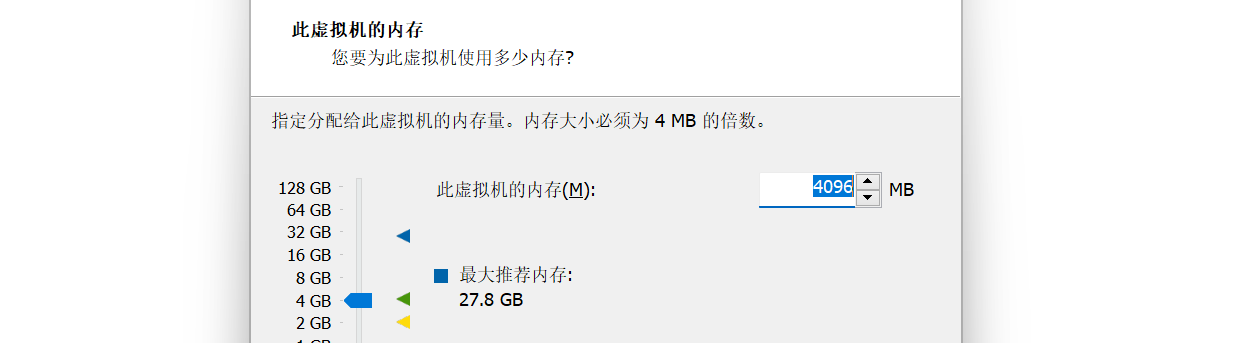 此虚拟机的内存
您要为此虚拟机使用多少内存?
指定分配给此虚拟机的内存量。内存大小必须为 4 MB 的倍数。
128 GB
此虚拟机的内存(M):
4096
MB
64 GB
32 GB
16 GB
8 GB
最大推荐内存:
4 GB
27.8 GB
2 GB